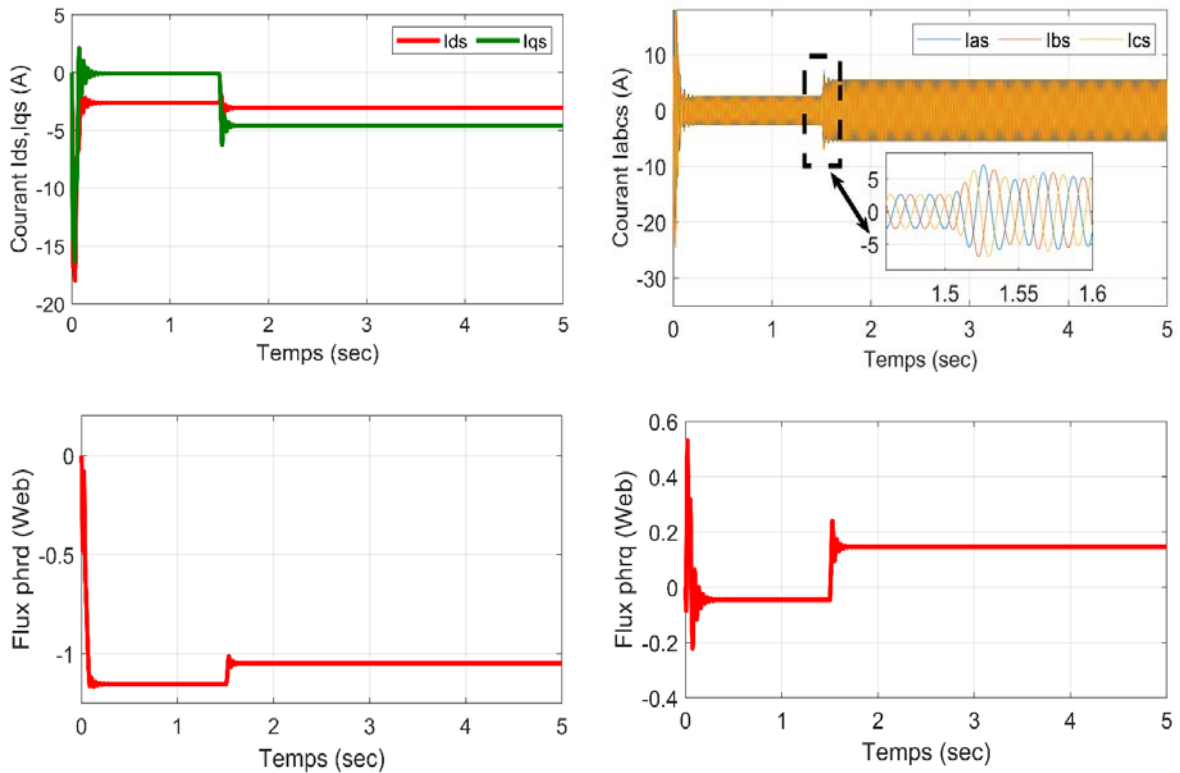 5
0
-5
-10
-15
-20
Courant Ids,Iqs (A)
Ids Iqs
0 1 2 3 4 5
Temps (sec)
10
0
-10
-20
-30
Courant Iabcs (A)
Ias Ibs Ics
5
0
-5
1.5 1.55 1.6
0 1 2 3 4 5
Temps (sec)
0
-0.5
-1
Flux phrd (Web)
0 1 2 3 4 5
Temps (sec)
0.6
0.4
0.2
0
-0.2
-0.4
Flux phrq (Web)
0 1 2 3 4 5
Temps (sec)